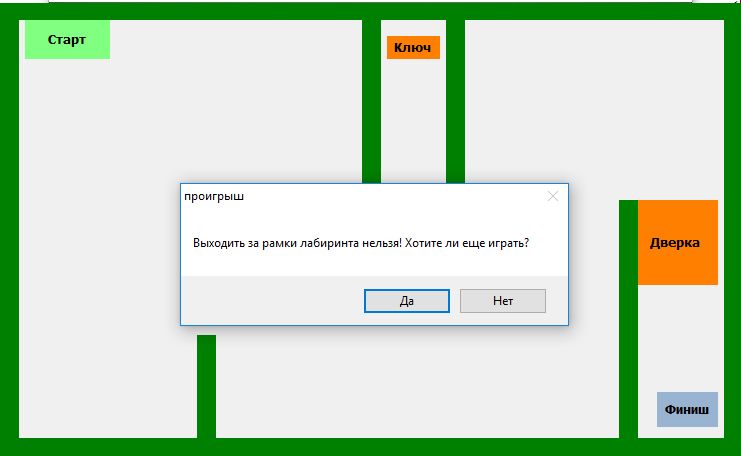 Старт
Ключ
проигрыш
Выходить за рамки лабиринта нельзя! Хотите ли еще играть?
Дверка
Да
Нет
Финиш